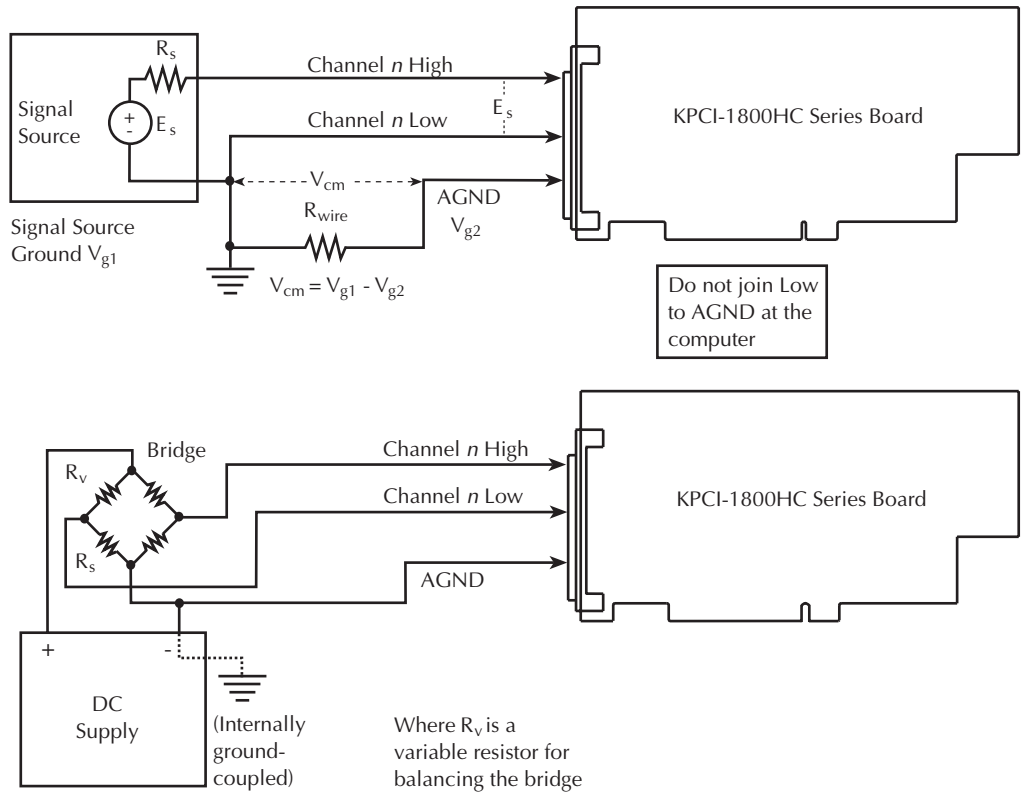 Rs
Channel n High
Signal
Source
+
-
Es
Es
Channel n Low
KPCI-1800HC Series Board
Vcm
AGND
Vg2
Rwire
Signal Source
Ground Vg1
Vcm = Vg1 - Vg2
Do not join Low
to AGND at the
computer
Bridge
Rv
Channel n High
Channel n Low
KPCI-1800HC Series Board
Rs
AGND
+
-
DC
Supply
(Internally
ground-
coupled)
Where Rv is a
variable resistor for
balancing the bridge